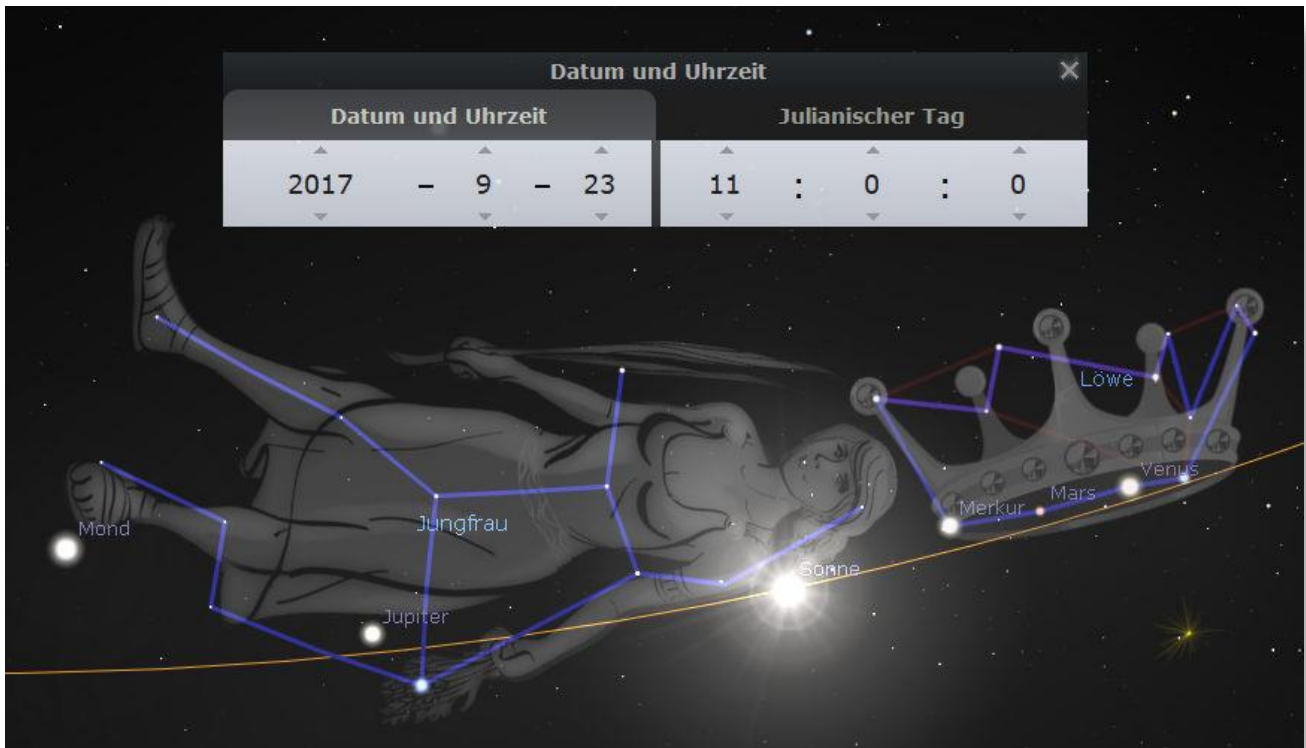 Datum und Uhrzeit
Datum und Uhrzeit Julianischer Tag
2017 - 9 - 23 11 : 0 : 0
Löwe
Venus
Mars
Merkur
Jungfrau
Mond
Sonne
Jupiter